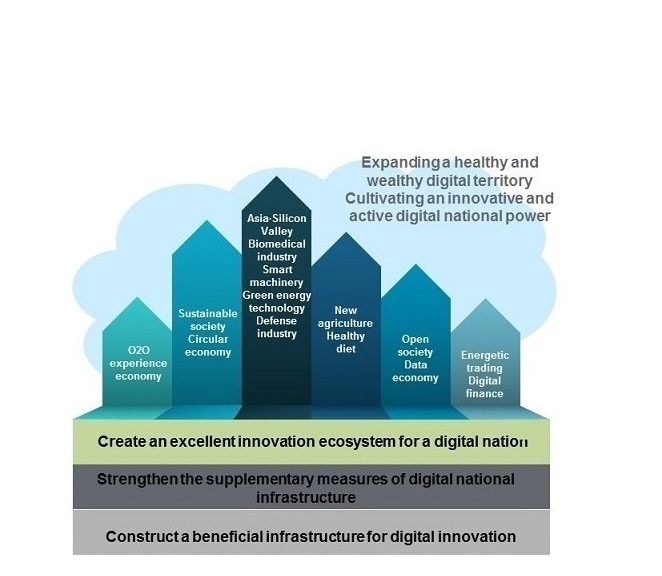 Expanding a healthy and
wealthy digital territory
Cultivating an innovative and
active digital national power
Asia-Silicon
Valley
Biomedical
industry
Smart
machinery
Green energy
technology
Defense
industry
Sustainable
society
Circular
economy
New
agriculture
Healthy
diet
O2O
experience
economy
Open
society
Data
economy
Energetic
trading
Digital
finance
Create an excellent innovation ecosystem for a digital nation
Strengthen the supplementary measures of digital national
infrastructure
Construct a beneficial infrastructure for digital innovation